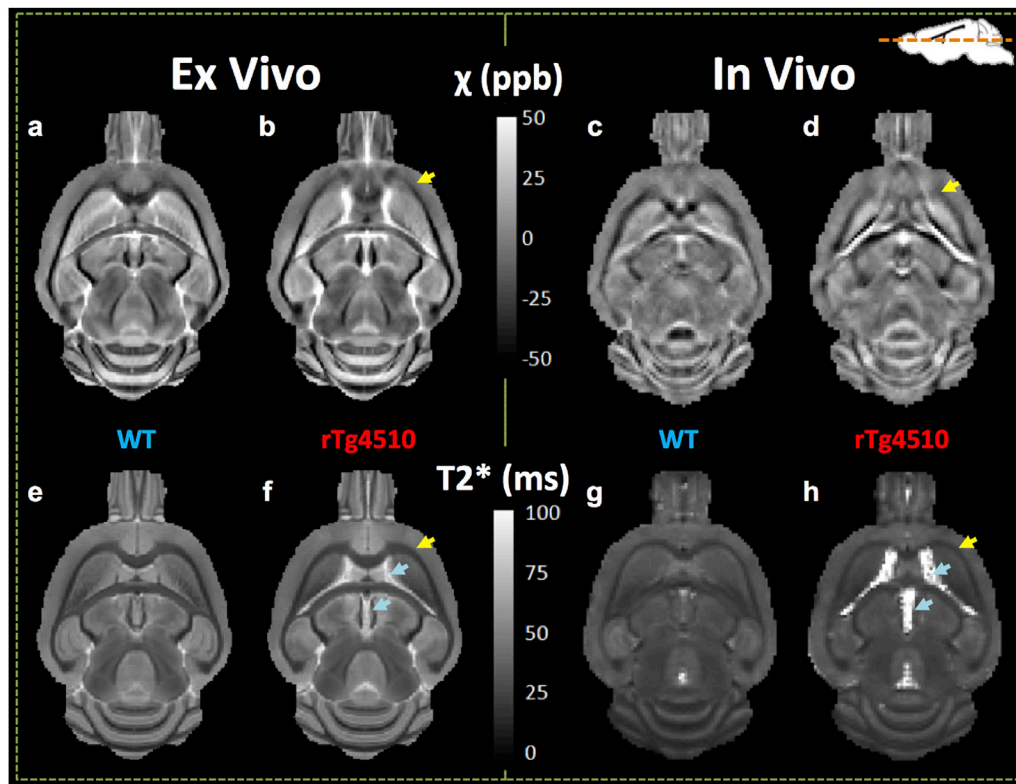 Ex Vivo
χ (ppb)
In Vivo
a
b
c
d
50
25
0
-25
-50
WT
rTg4510
WT
rTg4510
T2* (ms)
e
f
g
h
100
75
50
25
0